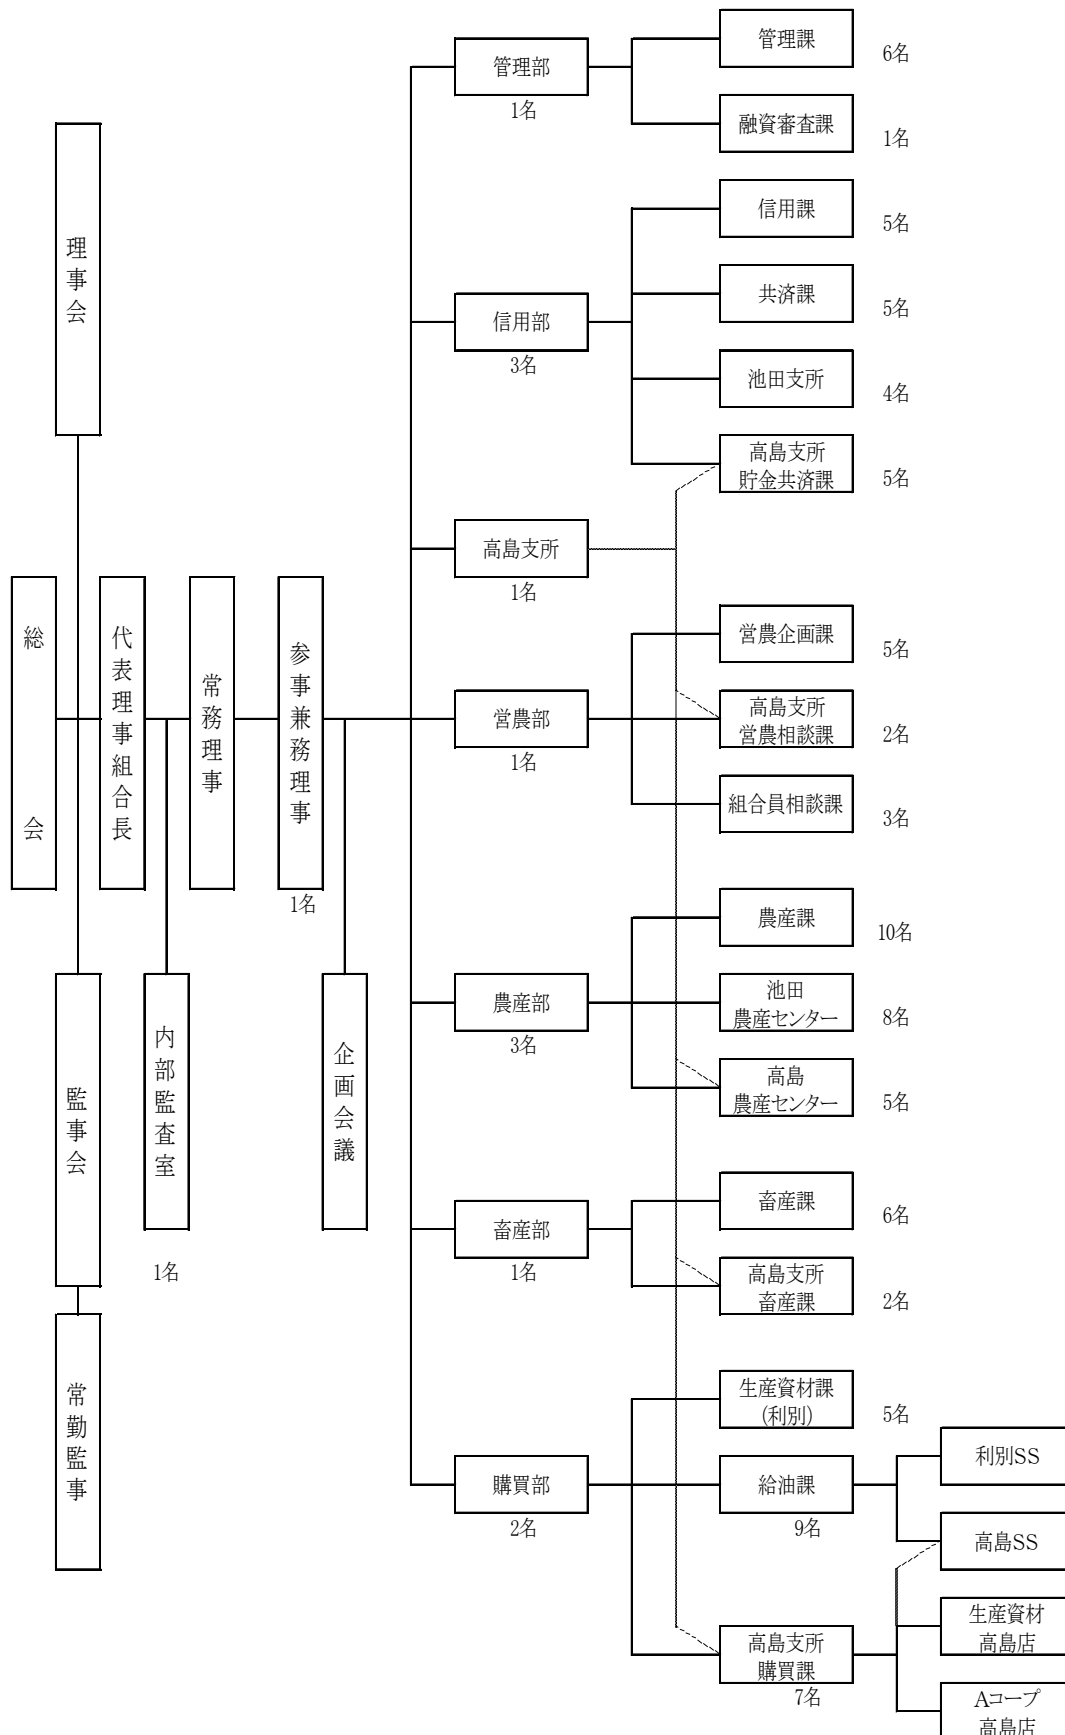 理事会
総会
代表理事組合長
常務理事
参事兼務理事
1名
監事会
内部監査室
1名
企画会議
常勤監事
管理部
1名
管理課
6名
融資審査課
1名
信用部
3名
信用課
5名
共済課
5名
池田支所
4名
高島支所
貯金共済課
5名
高島支所
1名
営農部
1名
営農企画課
5名
高島支所
営農相談課
2名
組合員相談課
3名
農産部
3名
農産課
10名
池田
農産センター
8名
高島
農産センター
5名
畜産部
1名
畜産課
6名
高島支所
畜産課
2名
購買部
2名
生産資材課
(利別)
5名
給油課
9名
利別SS
高島SS
高島支所
購買課
7名
生産資材
高島店
Aコープ
高島店